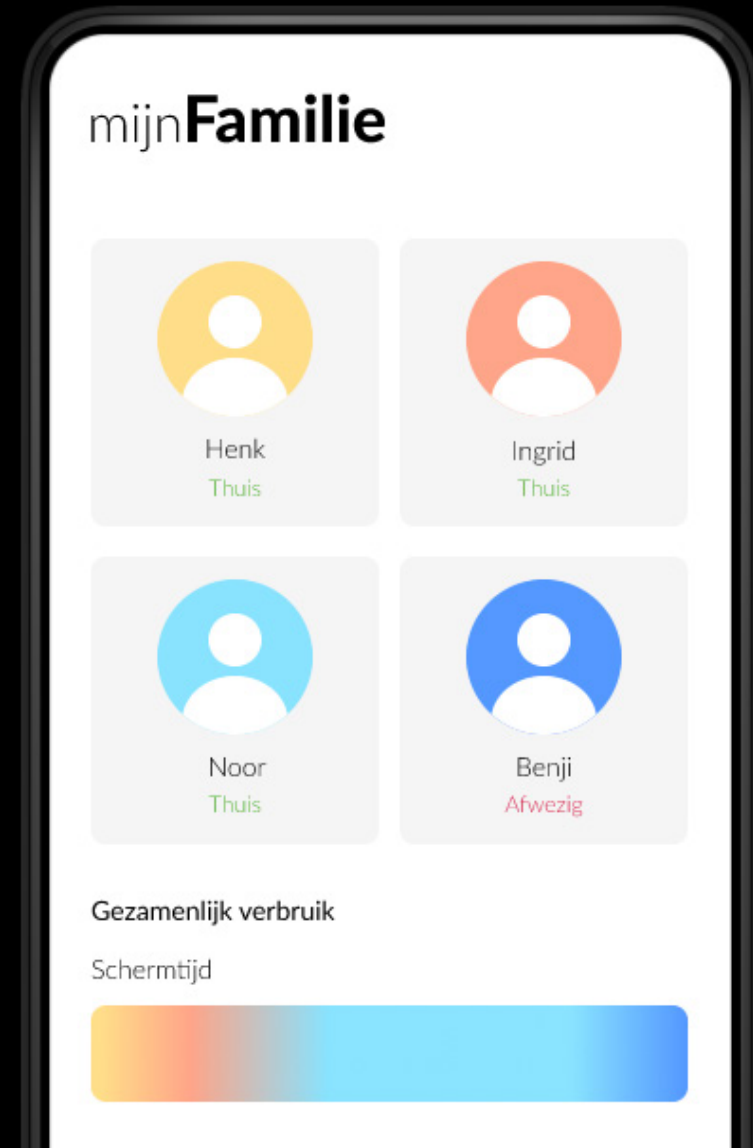 mijnFamilie
Henk
Thuis
Ingrid
Thuis
Noor
Thuis
Benji
Afwezig
Gezamenlijk verbruik
Schermtijd